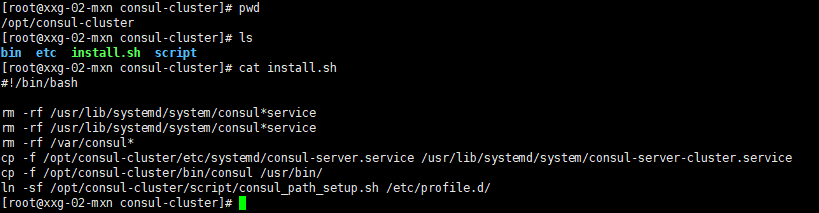 [root@xxg-02-mxn consul-cluster]# pwd
/opt/consul-cluster
[root@xxg-02-mxn consul-cluster]# ls
bin  etc  install.sh  script
[root@xxg-02-mxn consul-cluster]# cat install.sh
#!/bin/bash

rm -rf /usr/lib/systemd/system/consul*service
rm -rf /usr/lib/systemd/system/consul*service
rm -rf /var/consul*
cp -f /opt/consul-cluster/etc/systemd/consul-server.service /usr/lib/systemd/system/consul-server-cluster.service
cp -f /opt/consul-cluster/bin/consul /usr/bin/
ln -sf /opt/consul-cluster/script/consul_path_setup.sh /etc/profile.d/
[root@xxg-02-mxn consul-cluster]#